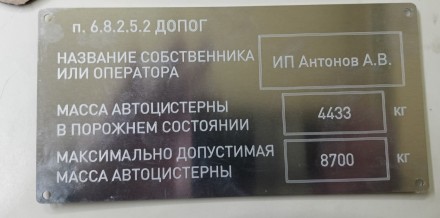 п. 6.8.2.5.2 ДОПОГ
НАЗВАНИЕ СОБСТВЕННИКА
ИЛИ ОПЕРАТОРА
ИП Антонов А.В.
МАССА АВТОЦИСТЕРНЫ
В ПОРОЖНЕМ СОСТОЯНИИ
4433 КГ
МАКСИМАЛЬНО ДОПУСТИМАЯ
МАССА АВТОЦИСТЕРНЫ
8700 КГ